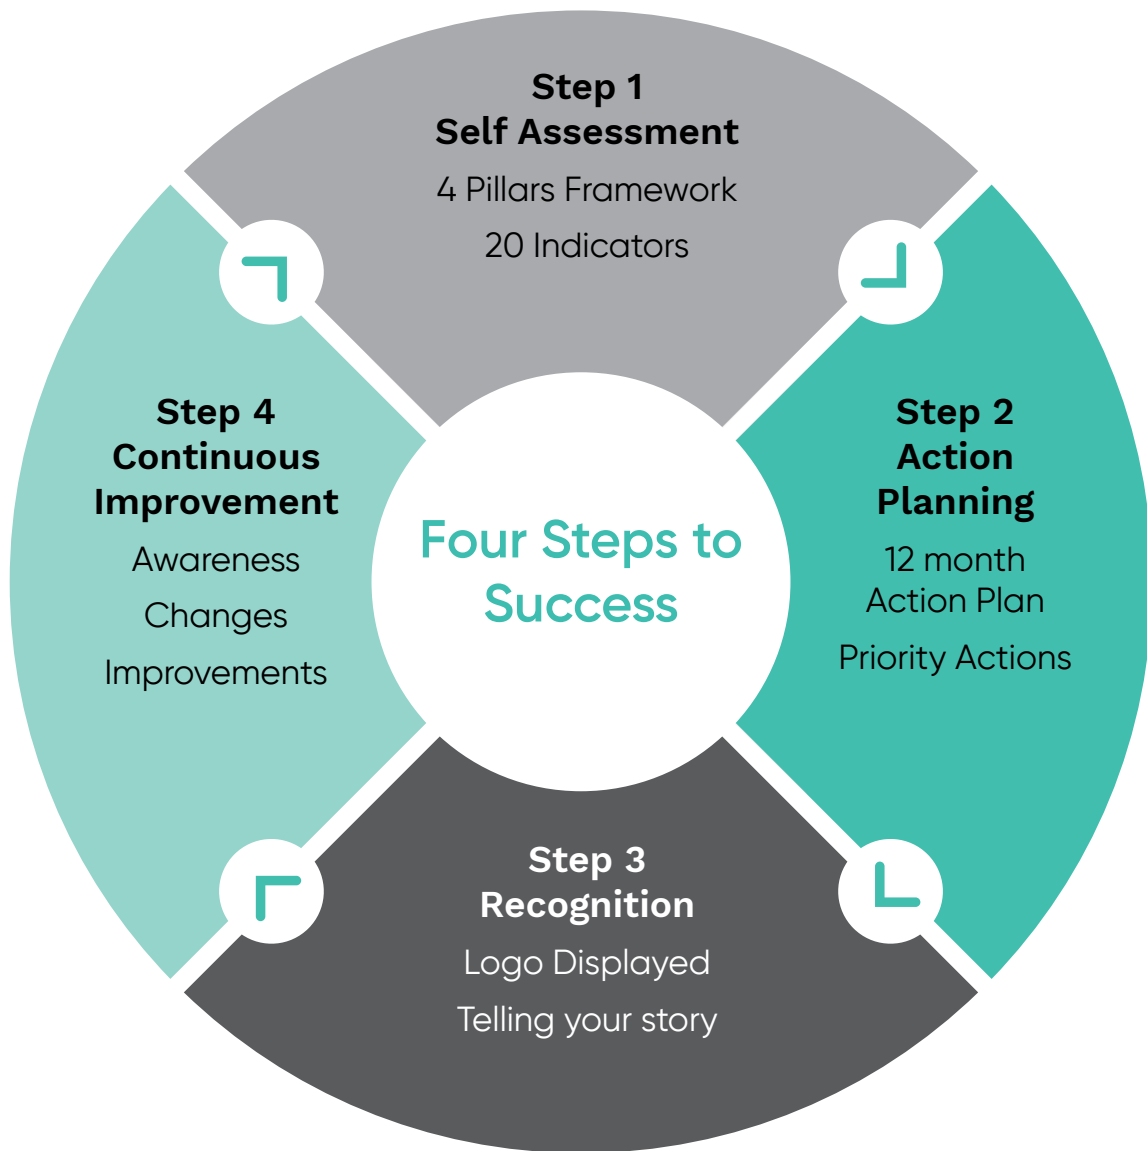 Step 1
Self Assessment
4 Pillars Framework
20 Indicators
Step 2
Action
Planning
12 month
Action Plan
Priority Actions
Step 3
Recognition
Logo Displayed
Telling your story
Step 4
Continuous
Improvement
Awareness
Changes
Improvements
Four Steps to
Success